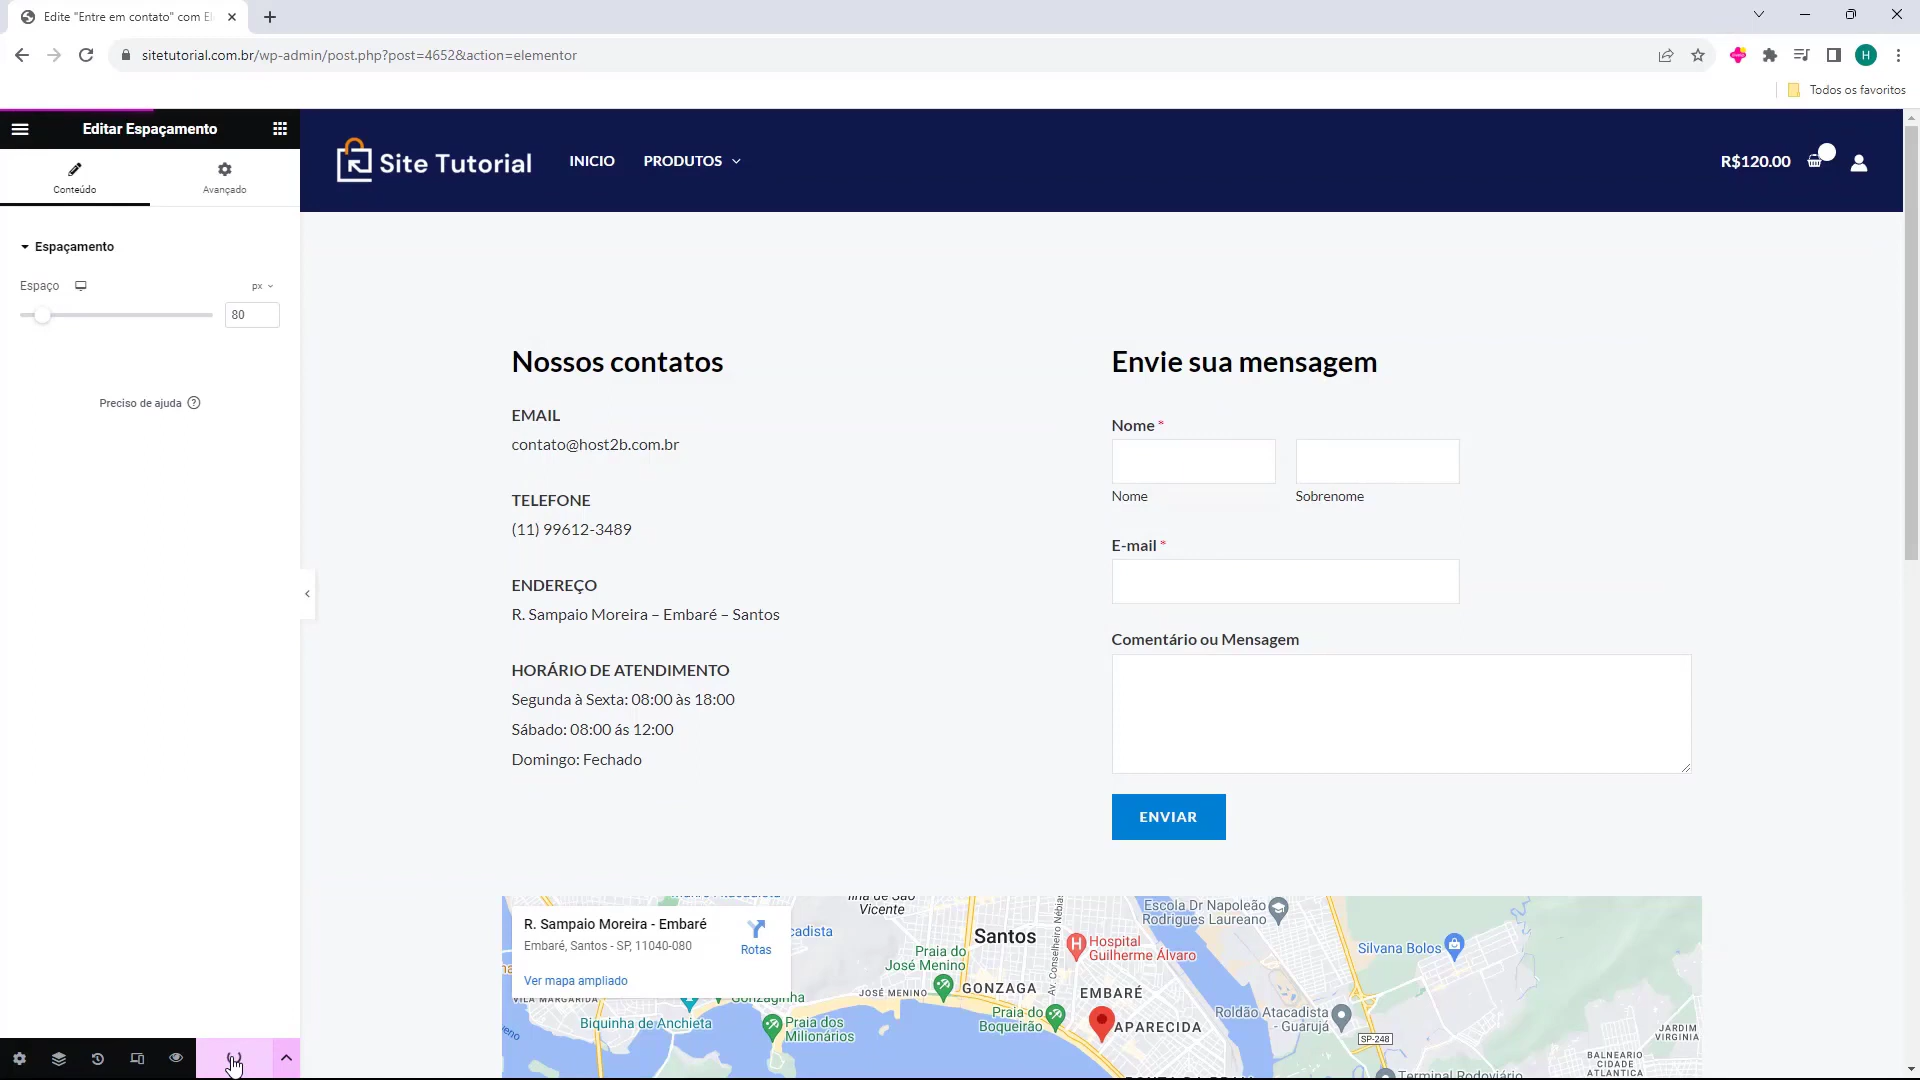 Edite "Entre em contato" com El
sitetutorial.com.br/wp-admin/post.php?post=4652&action=elementor
H
Todos os favoritos
Editar Espaçamento
Conteúdo
Avançado
Espaçamento
Espaço
px
80
Preciso de ajuda
Site Tutorial
INICIO
PRODUTOS
R$120.00
Nossos contatos
EMAIL
contato@host2b.com.br
TELEFONE
(11) 99612-3489
ENDEREÇO
R. Sampaio Moreira – Embaré – Santos
HORÁRIO DE ATENDIMENTO
Segunda à Sexta: 08:00 às 18:00
Sábado: 08:00 ás 12:00
Domingo: Fechado
Envie sua mensagem
Nome *
Nome
Sobrenome
E-mail *
Comentário ou Mensagem
ENVIAR
R. Sampaio Moreira - Embaré
Embaré, Santos - SP, 11040-080
Rotas
Ver mapa ampliado
Vicente
Santos
Praia do
José Menino
JOSÉ MENINO
GONZAGA
Av. Conselheiro Nébias
Hospital
Guilherme Álvaro
EMBARÉ
Praia do
Boqueirão
APARECIDA
Escola Dr Napoleão
Rodrigues Laureano
Silvana Bolos
Roldão Atacadista
- Guarujá
SP-248
JARDIM
VIRGINIA
BALNEARIO
CIDADE
ATLANTICA
Terminal Rodoviário
VILA MARGARIDA
Gonzaguinha
Biquinha de Anchieta
Praia dos
Milionários